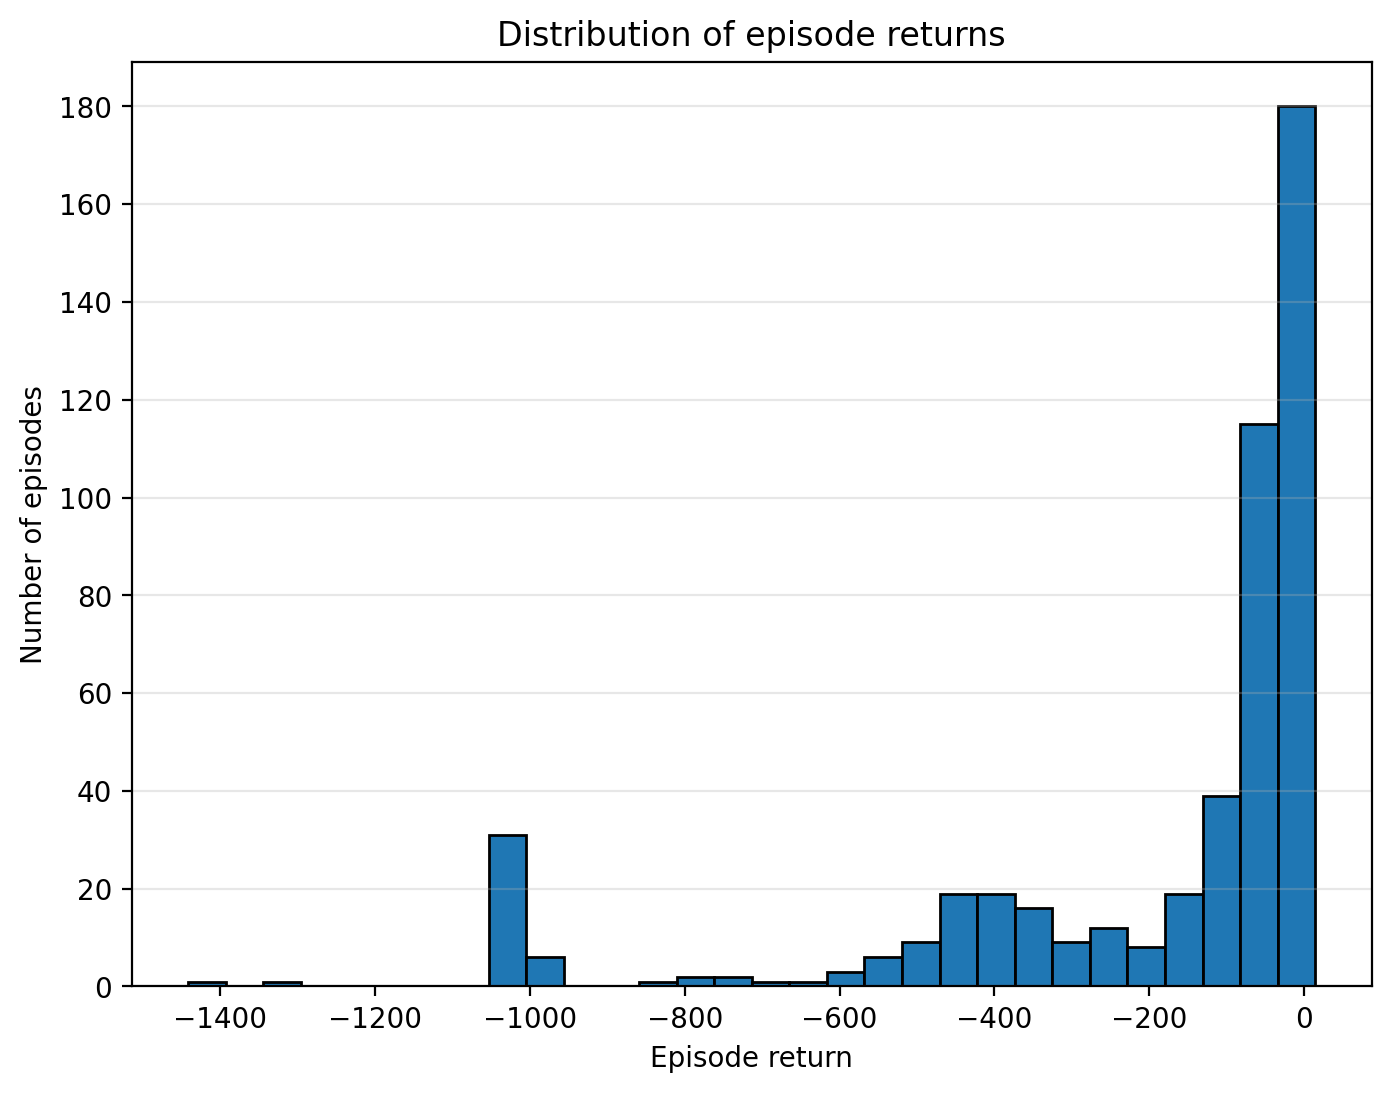 Distribution of episode returns
180
160
140
120
100
80
60
40
20
0
Number of episodes
−1400 −1200 −1000 −800 −600 −400 −200 0
Episode return